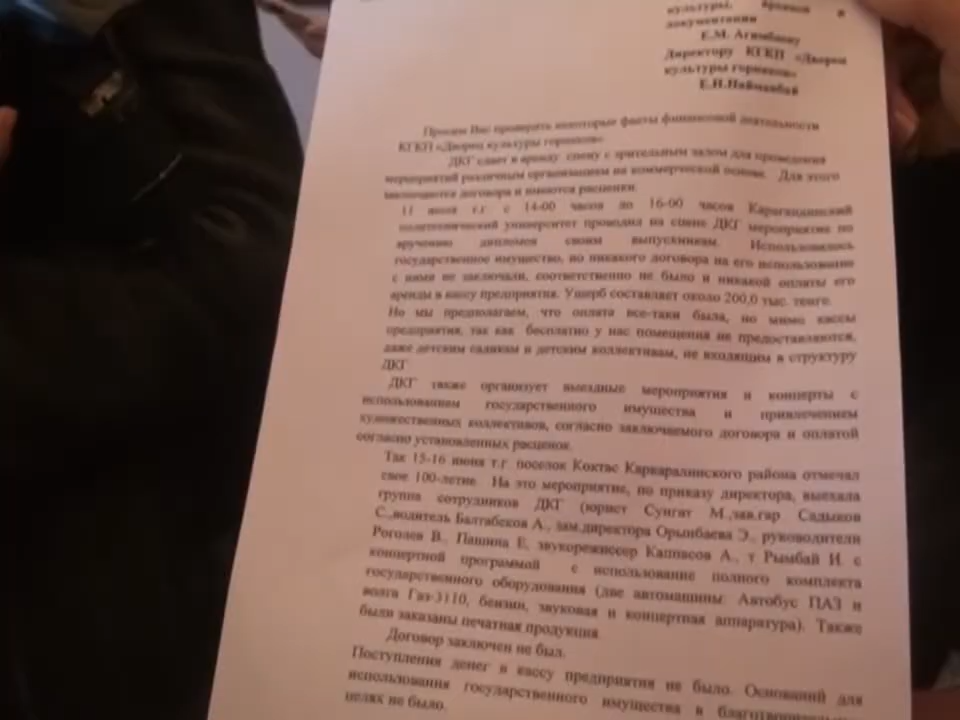 культуры, архивов и
документации
Е.М. Агимбаеву
Директору КГКП «Дворец
культуры горняков»
Е.Н.Найманбай
Просим Вас проверить некоторые факты финансовой деятельности
КГКП «Дворец культуры горняков»
ДКГ сдает в аренду сцену с зрительным залом для проведения
мероприятий различным организациям на коммерческой основе. Для этого
заключаются договора и имеются расценки.
11 июля т.г. с 14-00 часов до 16-00 часов Карагандинский
политехнический университет проводил на сцене ДКГ мероприятие по
вручению дипломов своим выпускникам. Использовалось
государственное имущество, но никакого договора на его использование
с ними не заключали, соответственно не было и никакой оплаты его
аренды в кассу предприятия. Ущерб составляет около 200,0 тыс. тенге.
Но мы предполагаем, что оплата все-таки была, но мимо кассы
предприятия, так как бесплатно у нас помещения не предоставляются,
даже детским садикам и детским коллективам, не входящим в структуру
ДКГ
ДКГ также организует выездные мероприятия и концерты с
использованием государственного имущества и привлечением
художественных коллективов, согласно заключаемого договора и оплатой
согласно установленных расценок.
Так 15-16 июня т.г. поселок Коктас Каркаралинского района отмечал
свое 100-летие. На это мероприятие, по приказу директора, выехала
группа сотрудников ДКГ (юрист Сунгат М.,зав.гар Садыков
С.,водитель Балтабеков А., зам.директора Орынбаева Э., руководители
Роголев В., Пашина Е, звукорежиссер Каппасов А., т Рымбай И. с
концертной программой с использование полного комплекта
государственного оборудования (две автомашины: Автобус ПАЗ и
волга Газ-3110, бензин, звуковая и концертная аппаратура). Также
были заказаны печатная продукция.
Договор заключен не был.
Поступления денег в кассу предприятия не было. Оснований для
использования государственного имущества в благотворительных
целях не было.